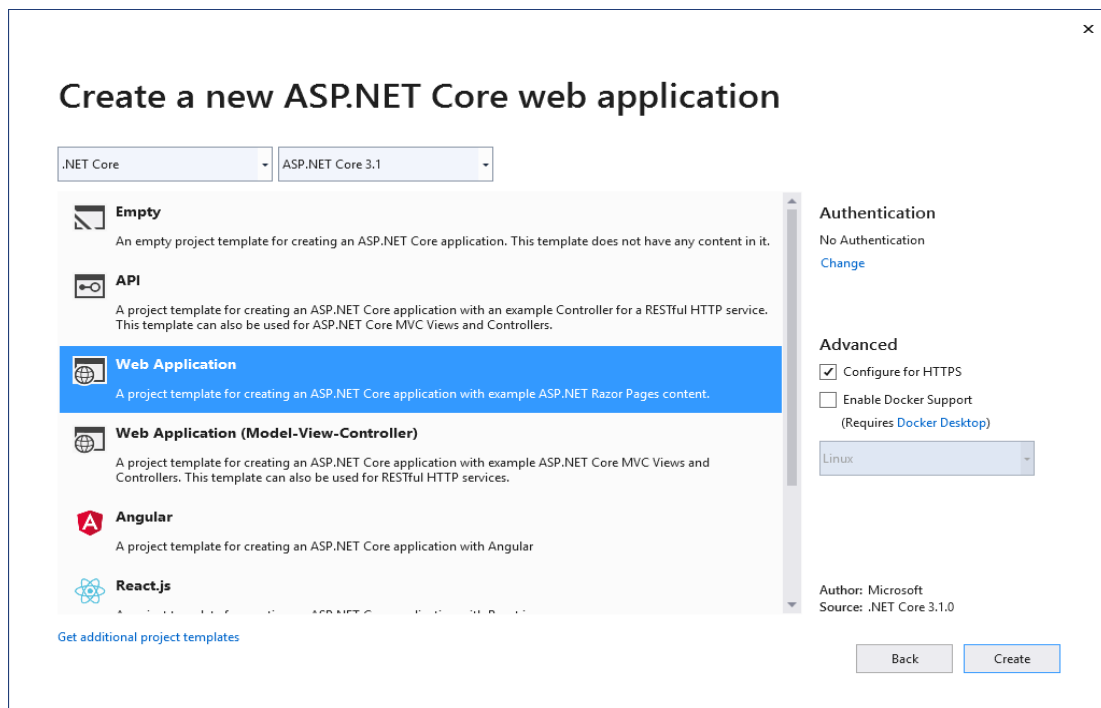 Create a new ASP.NET Core web application
.NET Core
ASP.NET Core 3.1
Empty
An empty project template for creating an ASP.NET Core application. This template does not have any content in it.
API
A project template for creating an ASP.NET Core application with an example Controller for a RESTful HTTP service.
This template can also be used for ASP.NET Core MVC Views and Controllers.
Web Application
A project template for creating an ASP.NET Core application with example ASP.NET Razor Pages content.
Web Application (Model-View-Controller)
A project template for creating an ASP.NET Core application with example ASP.NET Core MVC Views and
Controllers. This template can also be used for RESTful HTTP services.
Angular
A project template for creating an ASP.NET Core application with Angular
React.js
Get additional project templates
Authentication
No Authentication
Change
Advanced
Configure for HTTPS
Enable Docker Support
(Requires Docker Desktop)
Linux
Author: Microsoft
Source: .NET Core 3.1.0
Back
Create